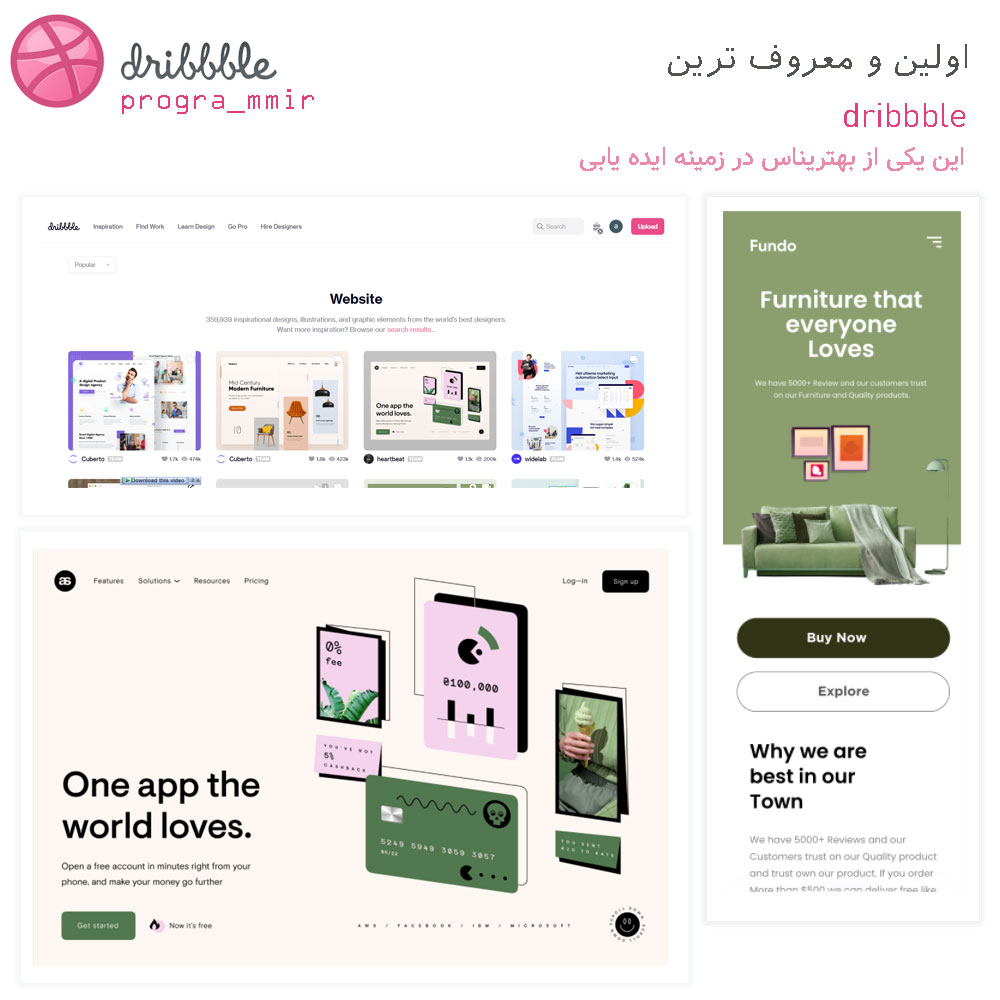 dribbble
progra_mmir
اولین و معروف ترین
dribbble
این یکی از بهتریناس در زمینه ایده یابی
dribbble Inspiration Find Work Learn Design Go Pro Hire Designers Search a Upload
Popular
Website
359,939 inspirational designs, illustrations, and graphic elements from the world's best designers.
Want more inspiration? Browse our search results...
A digital Product
design agency
Mid Century
Modern Furniture
One app the
world loves.
Cuberto TEAM 1.7k 474k
Cuberto TEAM 1.8k 423k
heartbeat TEAM 1.1k 200k
widelab TEAM 1.4k 524k
Download this video
Fundo
Furniture that
everyone
Loves
We have 5000+ Review and our customers trust
on our Furniture and Quality products.
Buy Now
Explore
Why we are
best in our
Town
We have 5000+ Reviews and our
Customers trust on our Quality product
and trust own our product. If you order
More than $500 we can deliver free like
as Features Solutions Resources Pricing Log—in Sign up
0%
fee
₴100,000
YOU'VE GOT
5%
CASHBACK
5249 5949 3059 3057
06/22
YOU SENT
₴20 TO KATE
One app the
world loves.
Open a free account in minutes right from your
phone, and make your money go further
Get started Now it's free
AWS / FACEBOOK / IBM / MICROSOFT
SCROLL DOWN